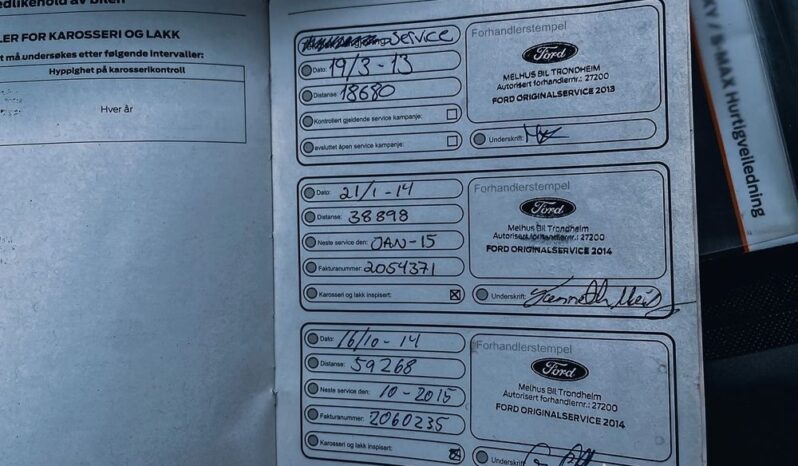 dlikehold av bilen
LER FOR KAROSSERI OG LAKK
t må undersøkes etter følgende intervaller:
Hyppighet på karosserikontroll
Hver år
Service
Dato: 19/3-13
Distanse: 18680
Kontrollert gjeldende service kampanje:
avsluttet åpen service kampanje:
Forhandlerstempel
Ford
MELHUS BIL TRONDHEIM
Autorisert forhandlernr.: 27200
FORD ORIGINALSERVICE 2013
Underskrift:
Dato: 21/1-14
Distanse: 38898
Neste service den: JAN-15
Fakturanummer: 2054371
Karosseri og lakk inspisert:
Forhandlerstempel
Ford
Melhus Bil Trondheim
Autorisert forhandlernr.: 27200
FORD ORIGINALSERVICE 2014
Underskrift:
Dato: 16/10-14
Distanse: 59268
Neste service den: 10-2015
Fakturanummer: 2060235
Karosseri og lakk inspisert:
Forhandlerstempel
Ford
Melhus Bil Trondheim
Autorisert forhandlernr.: 27200
FORD ORIGINALSERVICE 2014
Underskrift:
/ B-MAX Hurtigveiledning